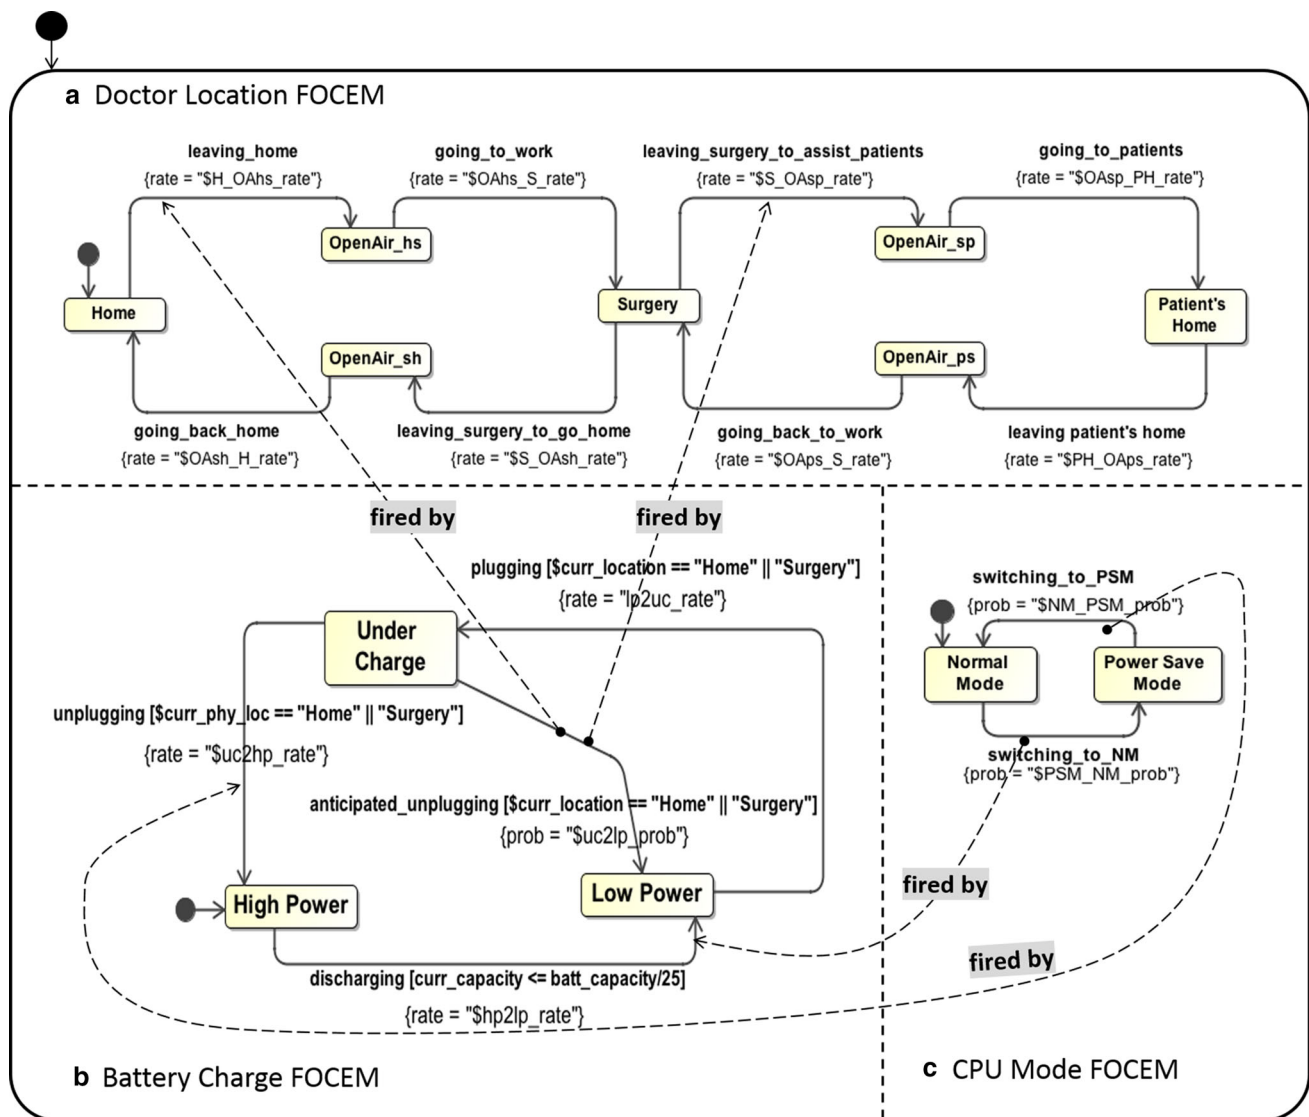 a Doctor Location FOCEM
leaving_home
{rate = "$H_OAhs_rate"}
going_to_work
{rate = "$OAhs_S_rate"}
leaving_surgery_to_assist_patients
{rate = "$S_OAsp_rate"}
going_to_patients
{rate = "$OAsp_PH_rate"}
OpenAir_hs
OpenAir_sp
Home
Surgery
Patient's
Home
OpenAir_sh
OpenAir_ps
going_back_home
{rate = "$OAsh_H_rate"}
leaving_surgery_to_go_home
{rate = "$S_OAsh_rate"}
going_back_to_work
{rate = "$OAps_S_rate"}
leaving patient's home
{rate = "$PH_OAps_rate"}
fired by
fired by
plugging [$curr_location == "Home" || "Surgery"]
{rate = "lp2uc_rate"}
Under
Charge
unplugging [$curr_phy_loc == "Home" || "Surgery"]
{rate = "$uc2hp_rate"}
anticipated_unplugging [$curr_location == "Home" || "Surgery"]
{prob = "$uc2lp_prob"}
High Power
Low Power
discharging [curr_capacity <= batt_capacity/25]
{rate = "$hp2lp_rate"}
b Battery Charge FOCEM
switching_to_PSM
{prob = "$NM_PSM_prob"}
Normal
Mode
Power Save
Mode
switching_to_NM
{prob = "$PSM_NM_prob"}
fired by
fired by
c CPU Mode FOCEM